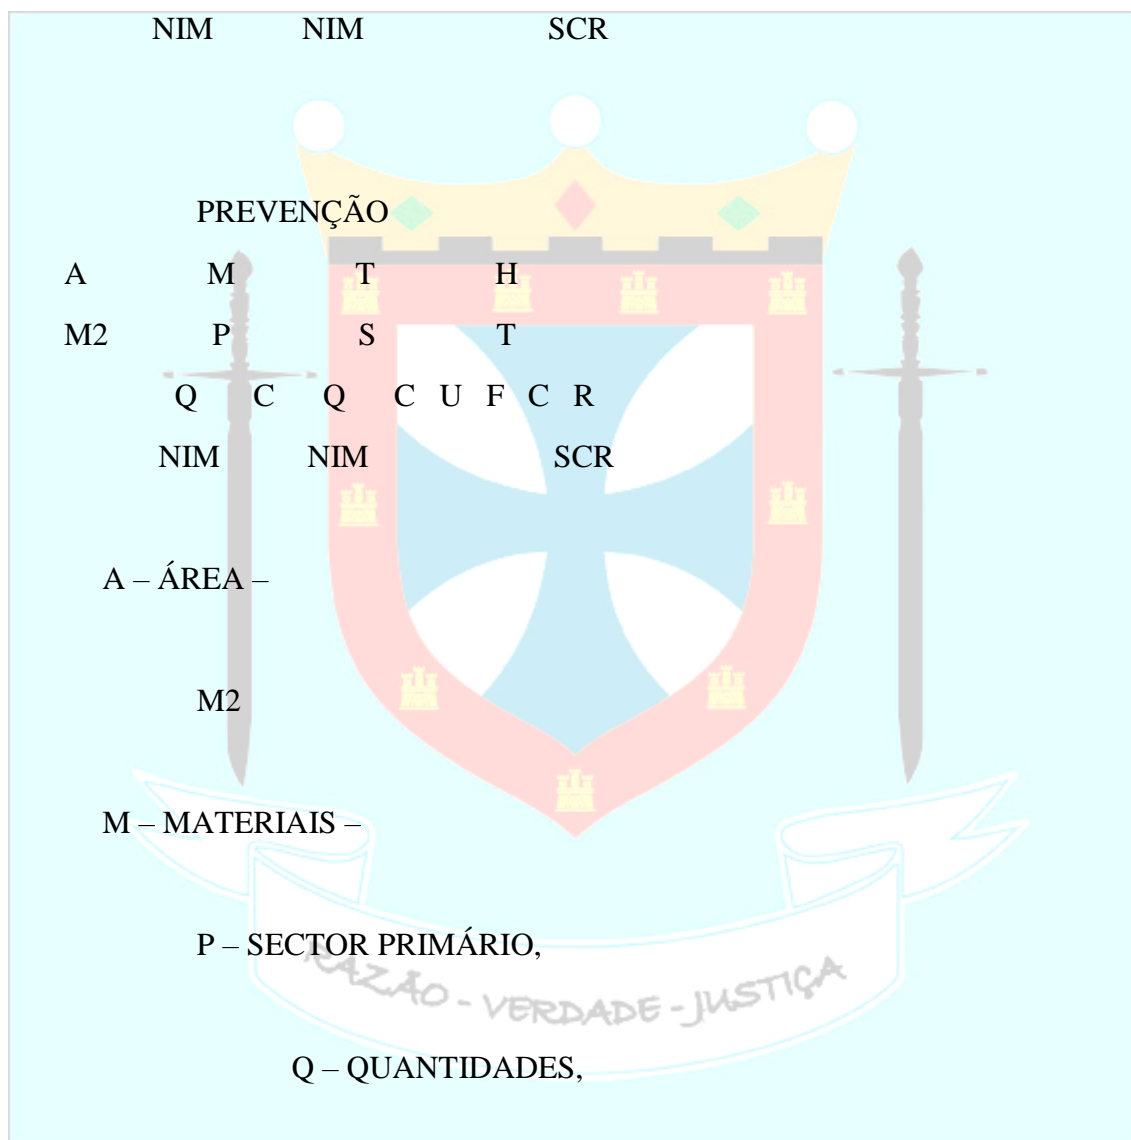 NIM NIM SCR
PREVENÇÃO
A M T H
M2 P S T
Q C Q C U F C R
NIM NIM SCR
A – ÁREA –
M2
M – MATERIAIS –
P – SECTOR PRIMÁRIO,
RAZÃO - VERDADE - JUSTIÇA
Q – QUANTIDADES,